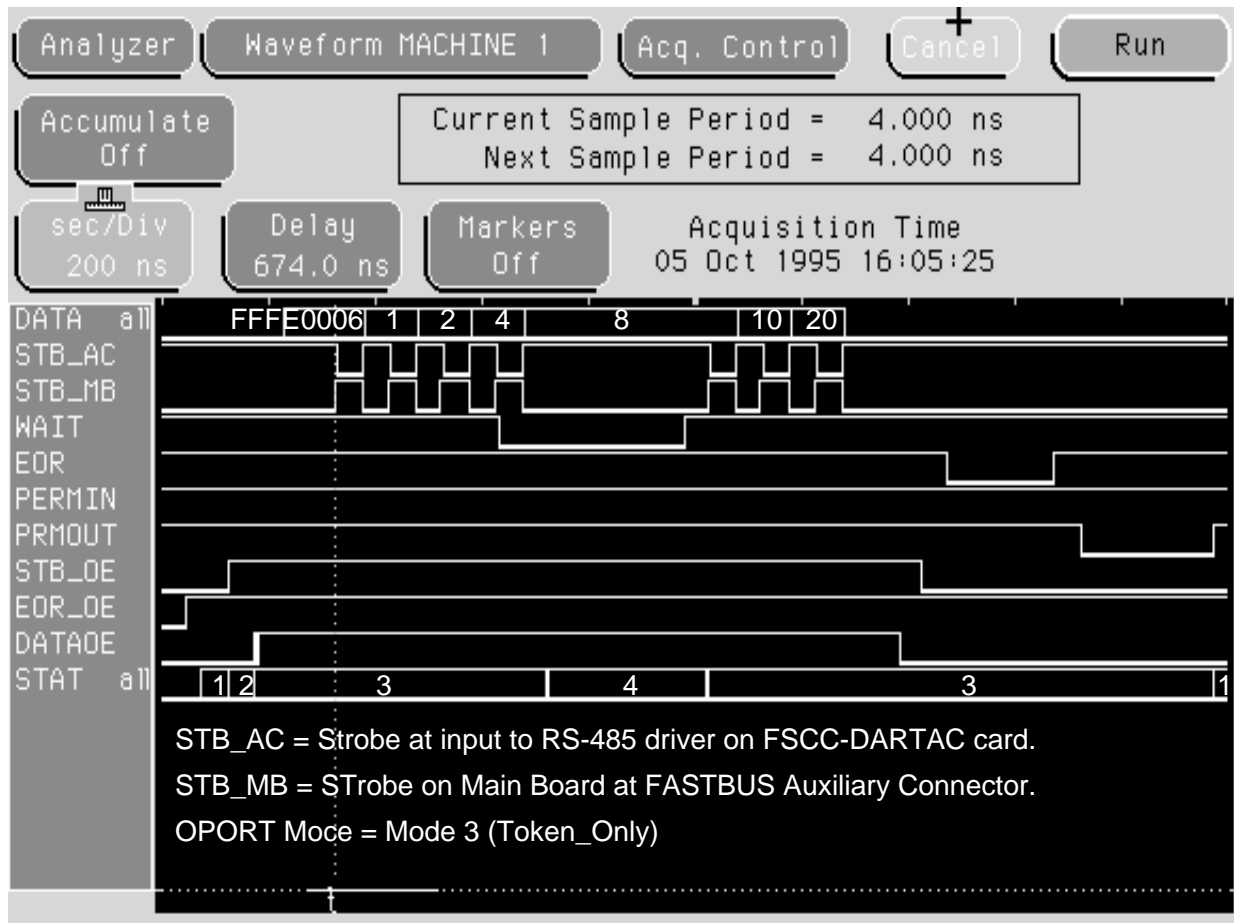 Analyzer Waveform MACHINE 1 Acq. Control Cancel Run
Accumulate
Off
Current Sample Period = 4.000 ns
Next Sample Period = 4.000 ns
sec/Div
200 ns
Delay
674.0 ns
Markers
Off
Acquisition Time
05 Oct 1995 16:05:25
DATA all FFFE0006 1 2 4 8 10 20
STB_AC
STB_MB
WAIT
EOR
PERMIN
PRMOUT
STB_OE
EOR_OE
DATAOE
STAT all 1 2 3 4 3 1
STB_AC = Strobe at input to RS-485 driver on FSCC-DARTAC card.
STB_MB = STrobe on Main Board at FASTBUS Auxiliary Connector.
OPORT Moce = Mode 3 (Token_Only)
t